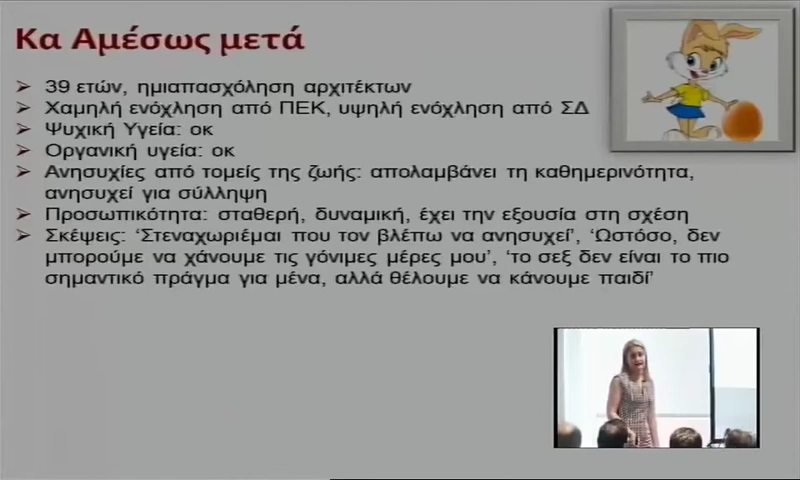 Κα Αμέσως μετά
39 ετών, ημιαπασχόληση αρχιτέκτων
Χαμηλή ενόχληση από ΠΕΚ, υψηλή ενόχληση από ΣΔ
Ψυχική Υγεία: οκ
Οργανική υγεία: οκ
Ανησυχίες από τομείς της ζωής: απολαμβάνει τη καθημερινότητα,
ανησυχεί για σύλληψη
Προσωπικότητα: σταθερή, δυναμική, έχει την εξουσία στη σχέση
Σκέψεις: ‘Στεναχωριέμαι που τον βλέπω να ανησυχεί’, ‘Ωστόσο, δεν
μπορούμε να χάνουμε τις γόνιμες μέρες μου’, ‘το σεξ δεν είναι το πιο
σημαντικό πράγμα για μένα, αλλά θέλουμε να κάνουμε παιδί’